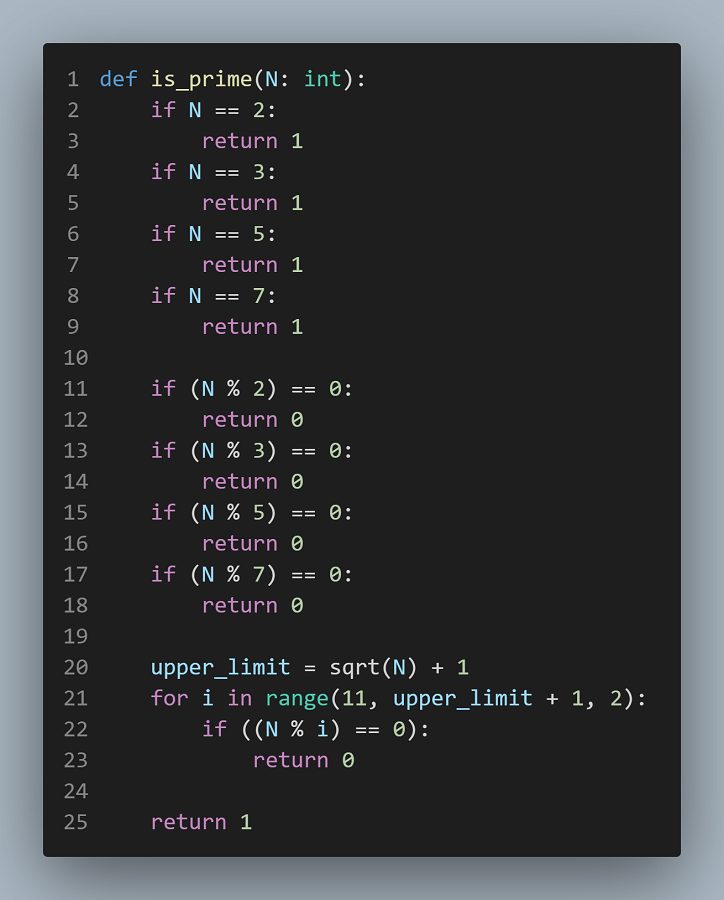 1 def is_prime(N: int):
2     if N == 2:
3         return 1
4     if N == 3:
5         return 1
6     if N == 5:
7         return 1
8     if N == 7:
9         return 1
10
11     if (N % 2) == 0:
12         return 0
13     if (N % 3) == 0:
14         return 0
15     if (N % 5) == 0:
16         return 0
17     if (N % 7) == 0:
18         return 0
19
20     upper_limit = sqrt(N) + 1
21     for i in range(11, upper_limit + 1, 2):
22         if ((N % i) == 0):
23             return 0
24
25     return 1